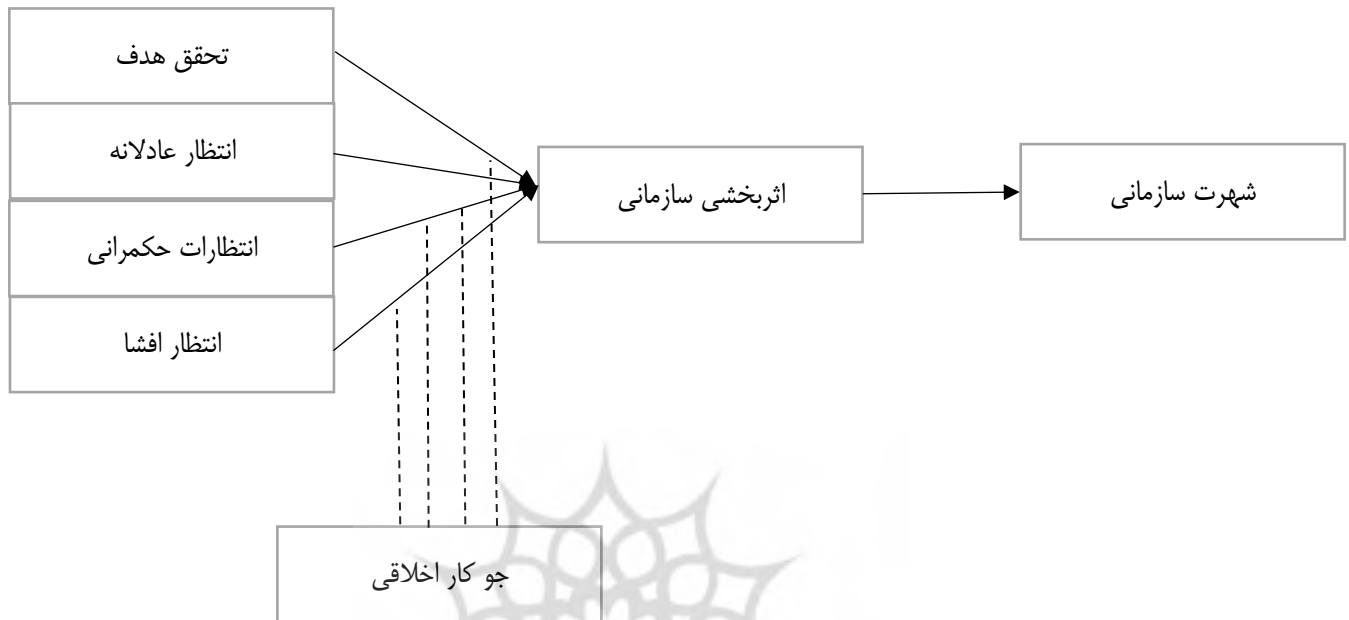 تحقق هدف
انتظار عادلانه
انتظارات حکمرانی
انتظار افشا
اثربخشی سازمانی
شهرت سازمانی
جو کار اخلاقی